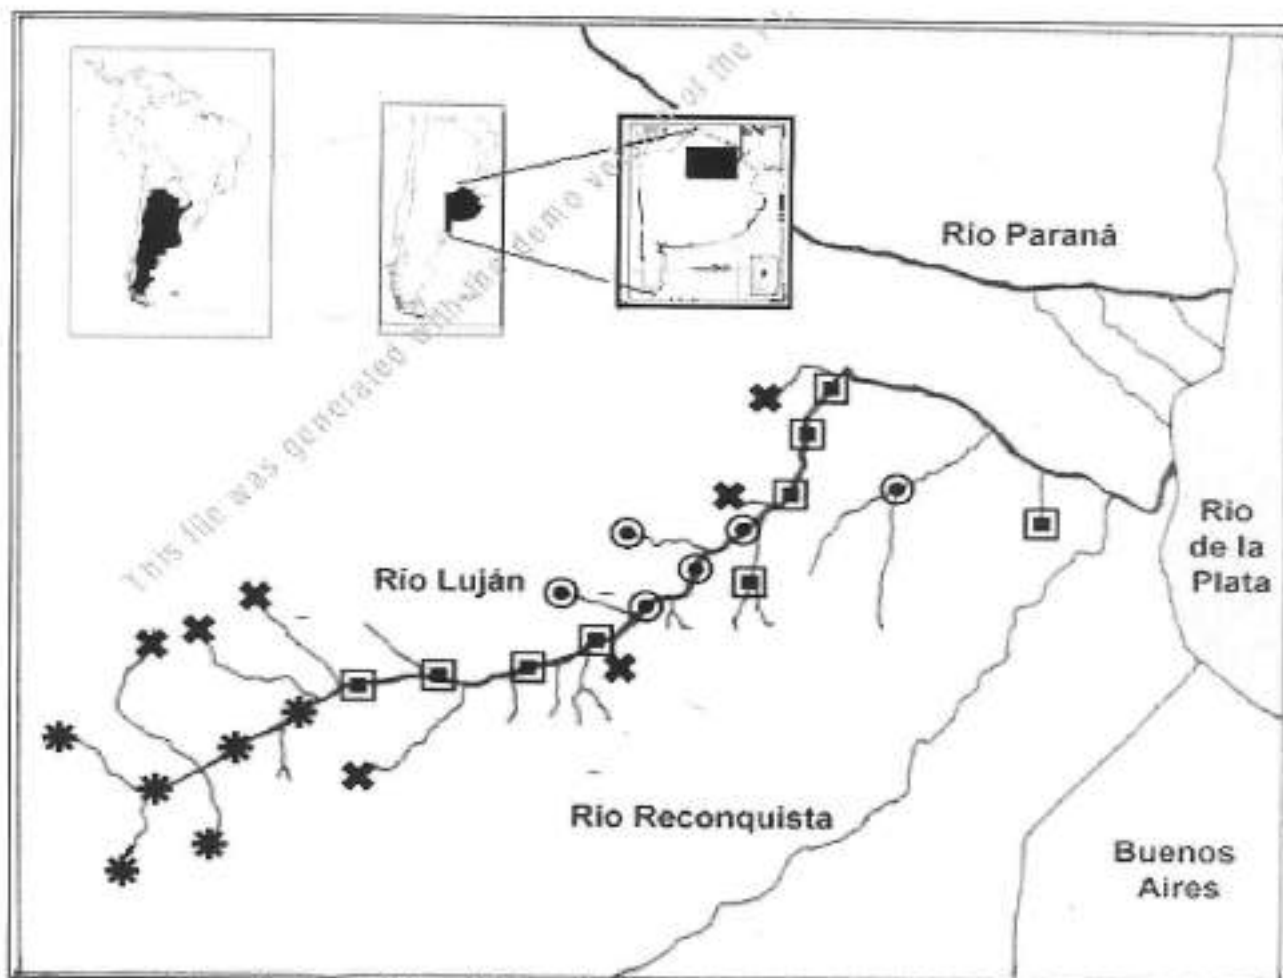 This file was generated with the demo version of the
Río Paraná
Río Luján
Rio
de la
Plata
Río Reconquista
Buenos
Aires